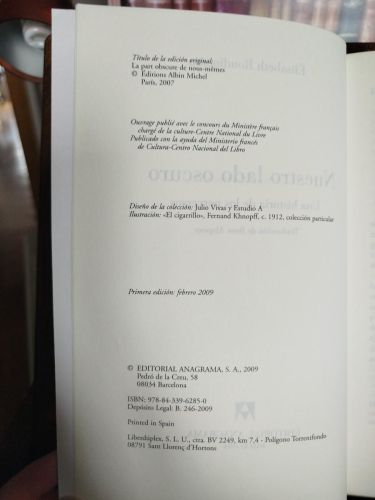 Título de la edición original:
La part obscure de nous-mêmes
© Éditions Albin Michel
París, 2007
Ouvrage publié avec le concours du Ministère français
chargé de la culture-Centre National du Livre
Publicado con la ayuda del Ministerio francés
de Cultura-Centro Nacional del Libro
Nuestro lado oscuro
Diseño de la colección: Julio Vivas y Estudio A
Ilustración: «El cigarrillo», Fernand Khnopff, c. 1912, colección particular
Primera edición: febrero 2009
© EDITORIAL ANAGRAMA, S. A., 2009
Pedró de la Creu, 58
08034 Barcelona
ISBN: 978-84-339-6285-0
Depósito Legal: B. 246-2009
Printed in Spain
Liberdúplex, S. L. U., ctra. BV 2249, km 7,4 - Polígono Torrentfondo
08791 Sant Llorenç d'Hortons